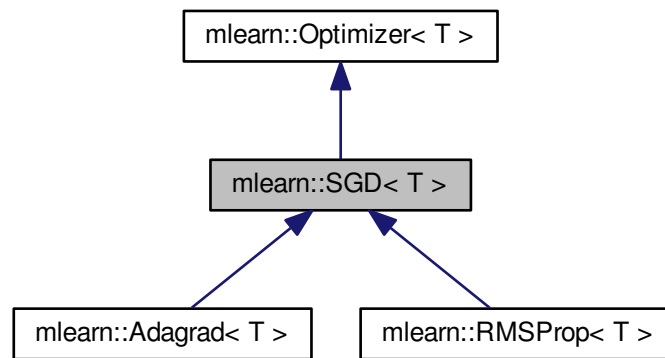 mlearn::Optimizer< T >
mlearn::SGD< T >
mlearn::Adagrad< T >
mlearn::RMSProp< T >